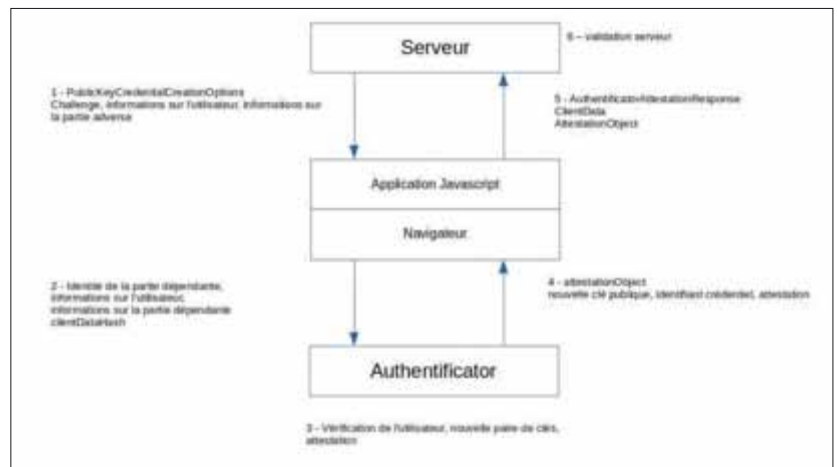 Serveur
6 – validation serveur
1 - PublicKeyCredentialCreationOptions
Challenge, informations sur l'utilisateur, informations sur
la partie adverse
5 - AuthentificatorAttestationResponse
ClientData
AttestationObject
Application Javascript
Navigateur
2 - Identité de la partie dépendante,
informations sur l'utilisateur,
informations sur la partie dépendante
clientDataHash
4 - attestationObject
nouvelle clé publique, identifiant crédentiel, attestation
Authentificator
3 - Vérification de l'utilisateur, nouvelle paire de clés,
attestation